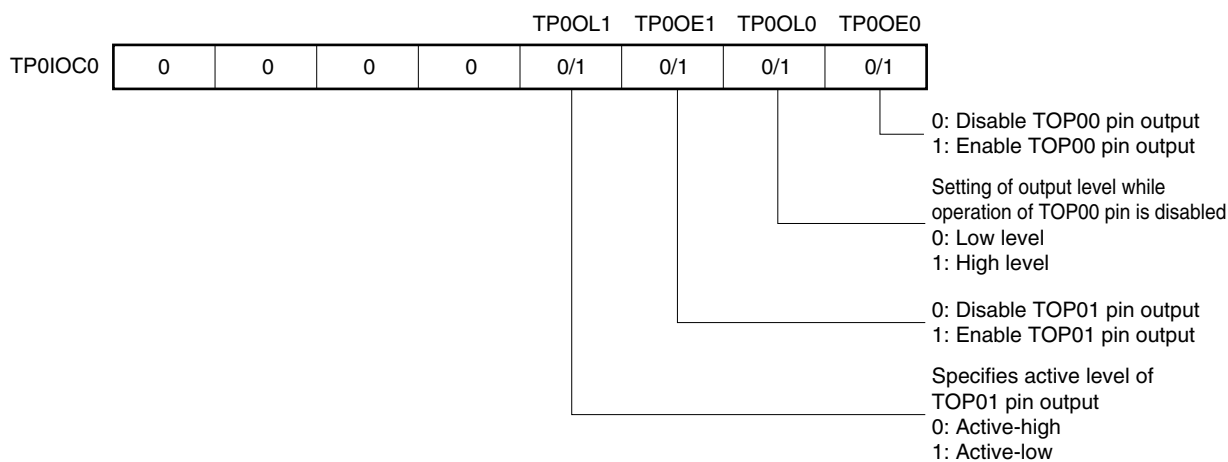 TP0OL1 TP0OE1 TP0OL0 TP0OE0
TP0IOC0 0 0 0 0 0/1 0/1 0/1 0/1
0: Disable TOP00 pin output
1: Enable TOP00 pin output
Setting of output level while
operation of TOP00 pin is disabled
0: Low level
1: High level
0: Disable TOP01 pin output
1: Enable TOP01 pin output
Specifies active level of
TOP01 pin output
0: Active-high
1: Active-low